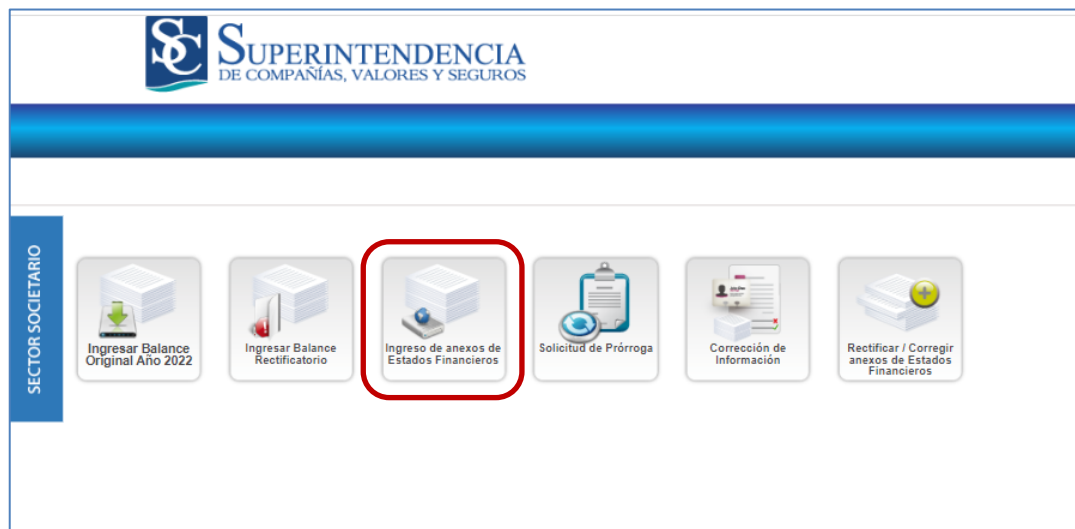 SC SUPERINTENDENCIA
DE COMPAÑÍAS, VALORES Y SEGUROS
SECTOR SOCIETARIO
Ingresar Balance
Original Año 2022
Ingresar Balance
Rectificatorio
Ingreso de anexos de
Estados Financieros
Solicitud de Prórroga
Corrección de
Información
Rectificar / Corregir
anexos de Estados
Financieros